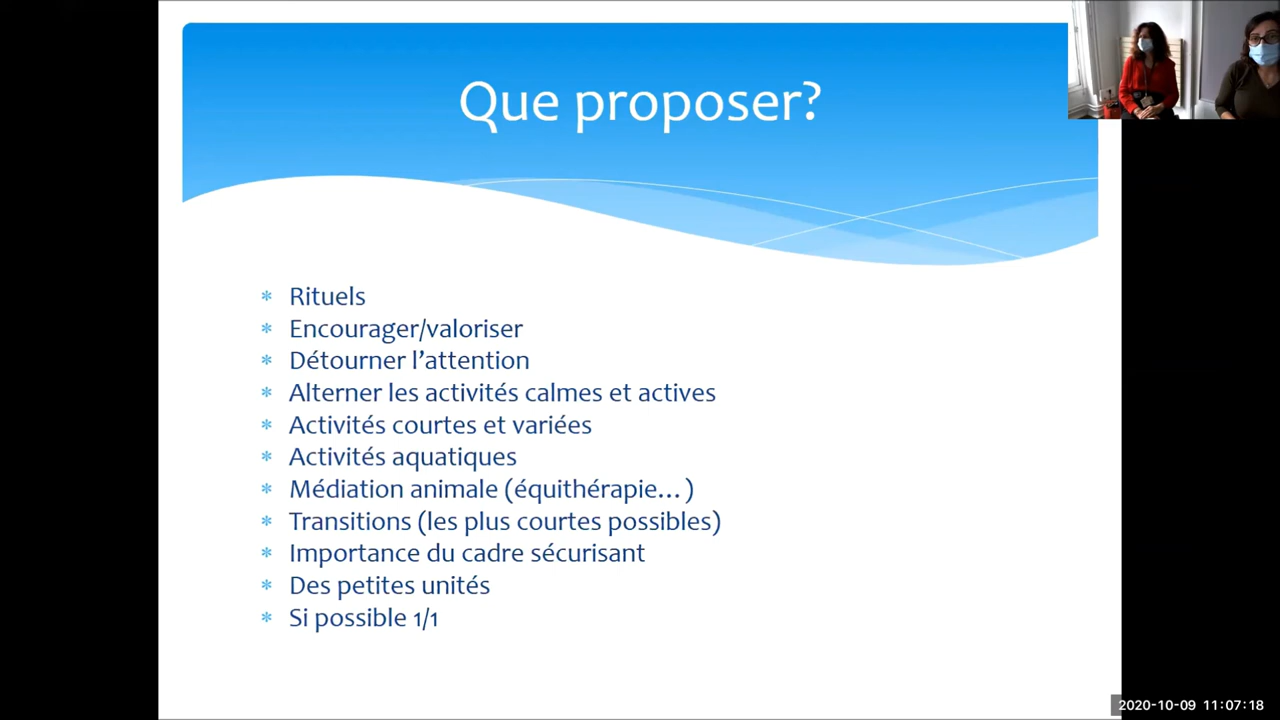 Que proposer?
* Rituels
* Encourager/valoriser
* Détourner l’attention
* Alterner les activités calmes et actives
* Activités courtes et variées
* Activités aquatiques
* Médiation animale (équithérapie…)
* Transitions (les plus courtes possibles)
* Importance du cadre sécurisant
* Des petites unités
* Si possible 1/1
2020-10-09 11:07:18